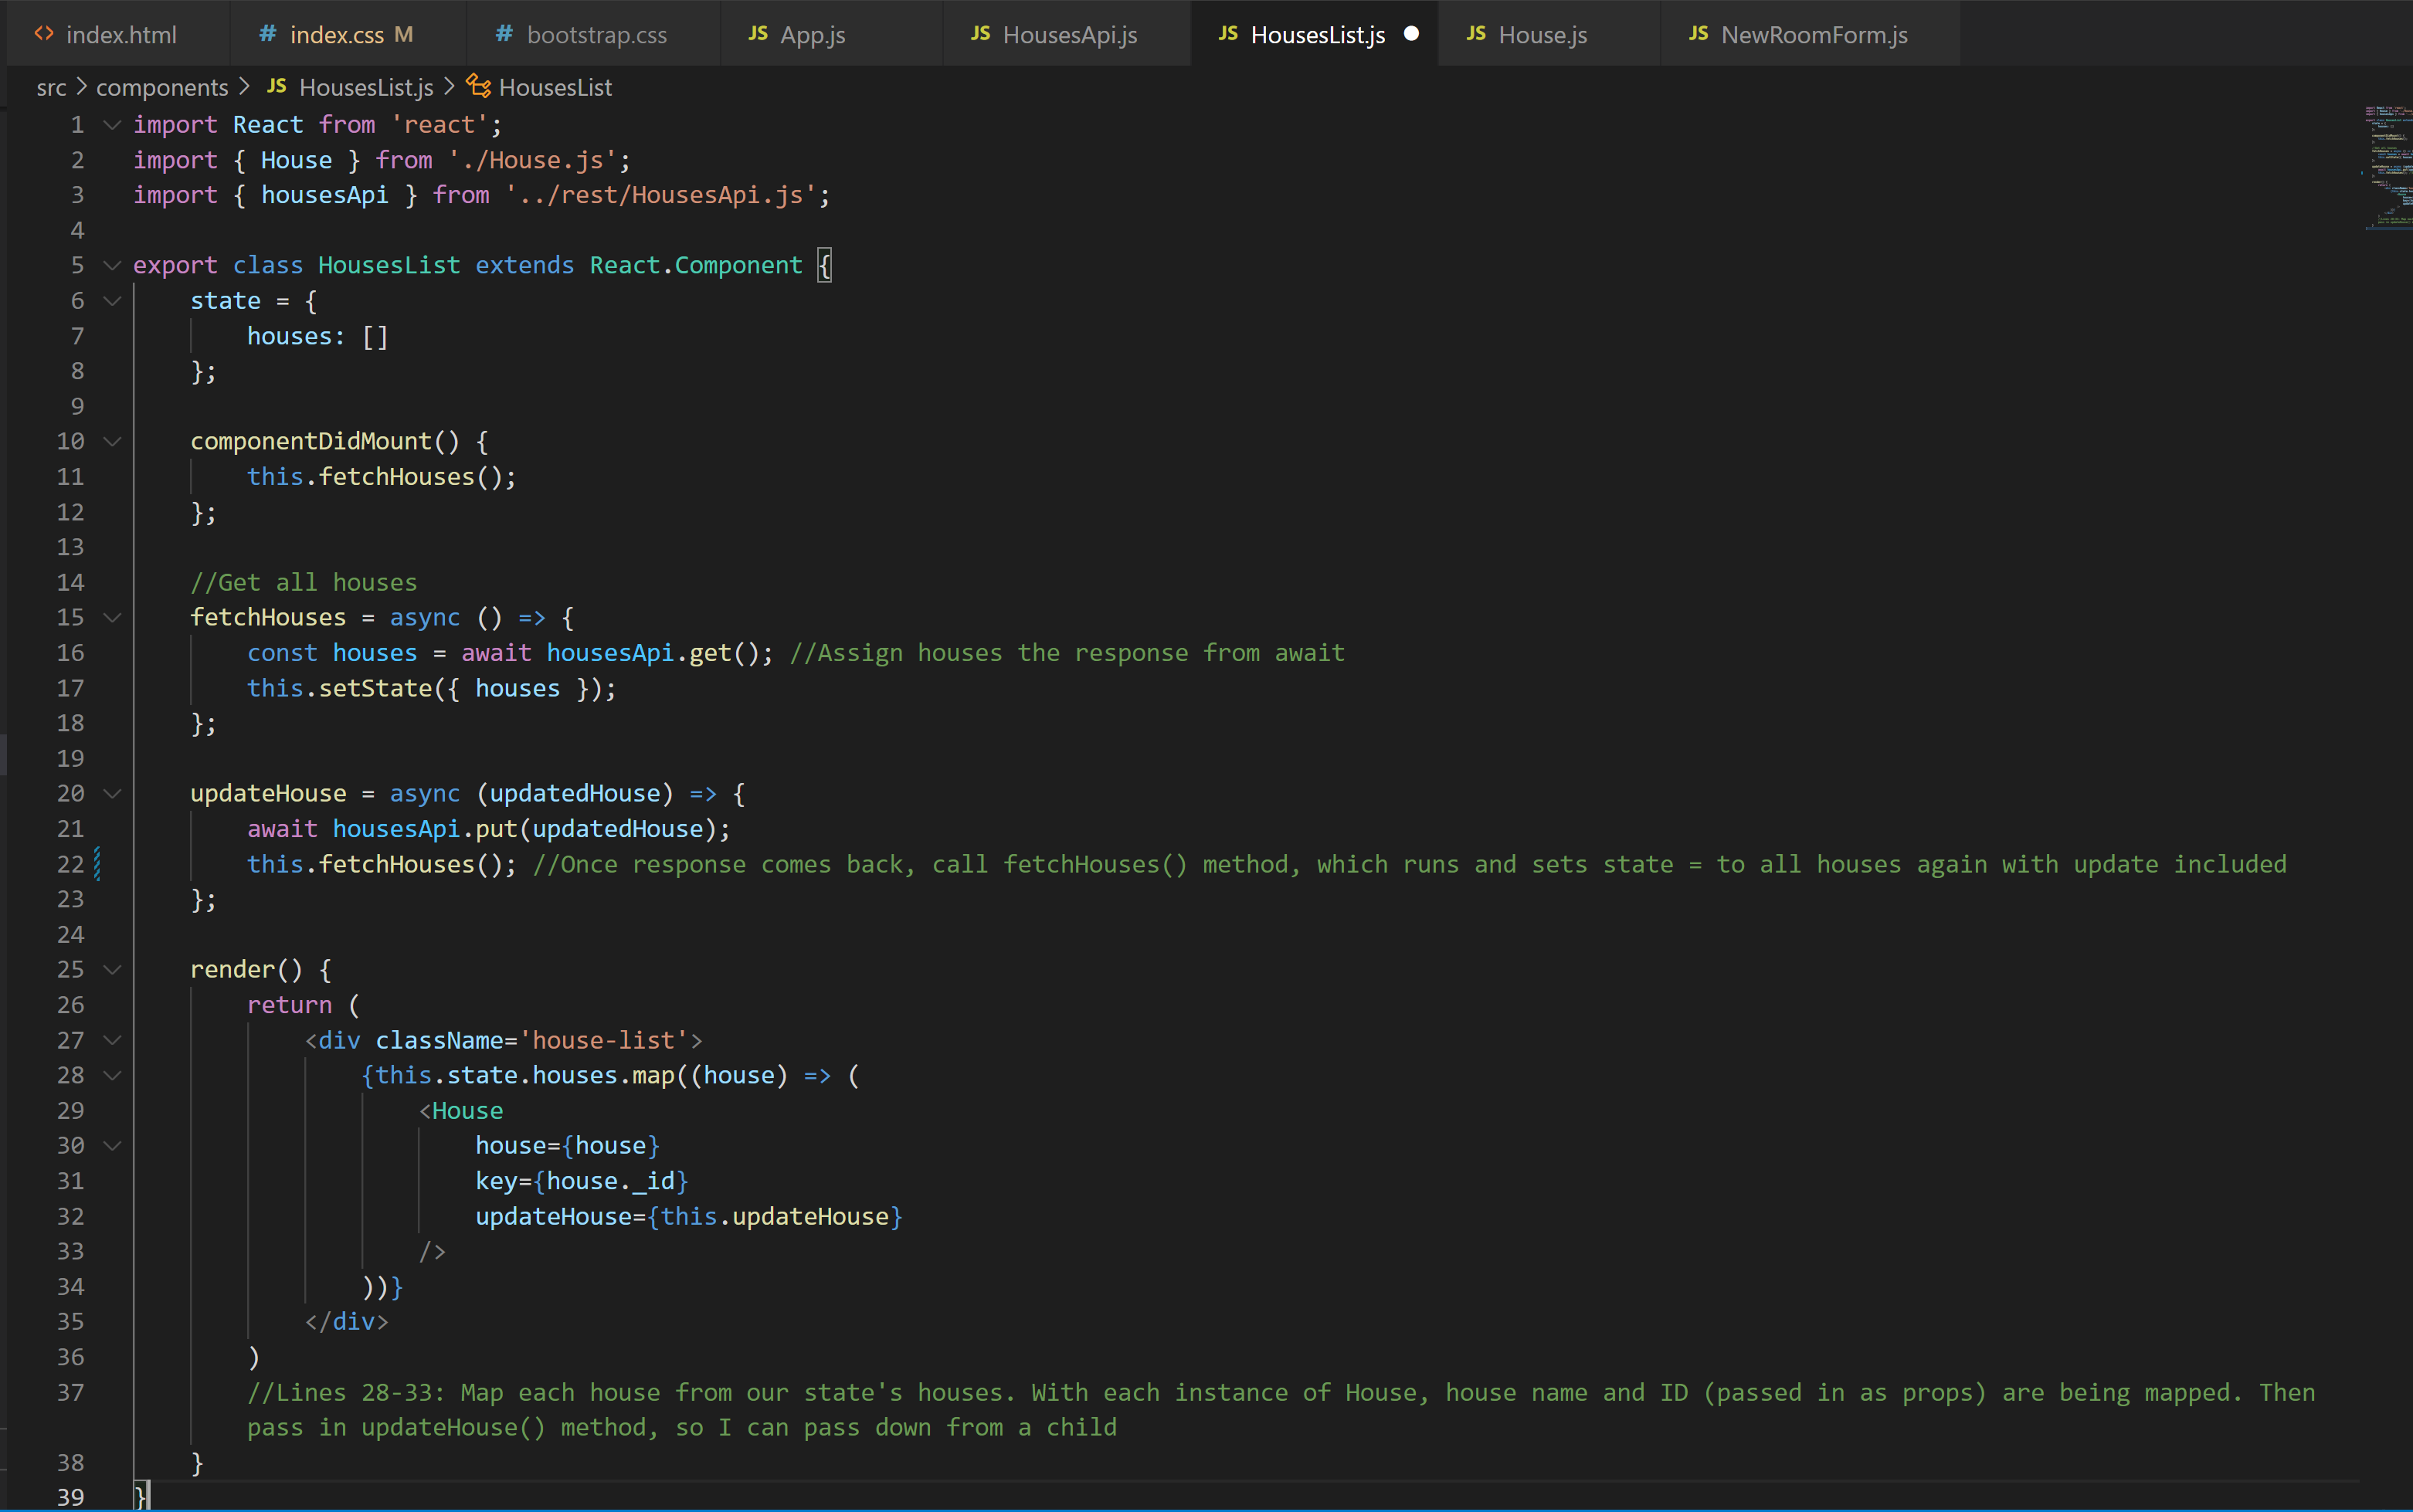 <> index.html # index.css M # bootstrap.css JS App.js JS HousesApi.js JS HousesList.js ● JS House.js JS NewRoomForm.js
src > components > JS HousesList.js > HousesList
1 import React from 'react';
2 import { House } from './House.js';
3 import { housesApi } from '../rest/HousesApi.js';
4
5 export class HousesList extends React.Component {
6     state = {
7         houses: []
8     };
9
10     componentDidMount() {
11         this.fetchHouses();
12     };
13
14     //Get all houses
15     fetchHouses = async () => {
16         const houses = await housesApi.get(); //Assign houses the response from await
17         this.setState({ houses });
18     };
19
20     updateHouse = async (updatedHouse) => {
21         await housesApi.put(updatedHouse);
22         this.fetchHouses(); //Once response comes back, call fetchHouses() method, which runs and sets state = to all houses again with update included
23     };
24
25     render() {
26         return (
27             <div className='house-list'>
28                 {this.state.houses.map((house) => (
29                     <House
30                         house={house}
31                         key={house._id}
32                         updateHouse={this.updateHouse}
33                     />
34                 ))}
35             </div>
36         )
37         //Lines 28-33: Map each house from our state's houses. With each instance of House, house name and ID (passed in as props) are being mapped. Then
        pass in updateHouse() method, so I can pass down from a child
38     }
39 }